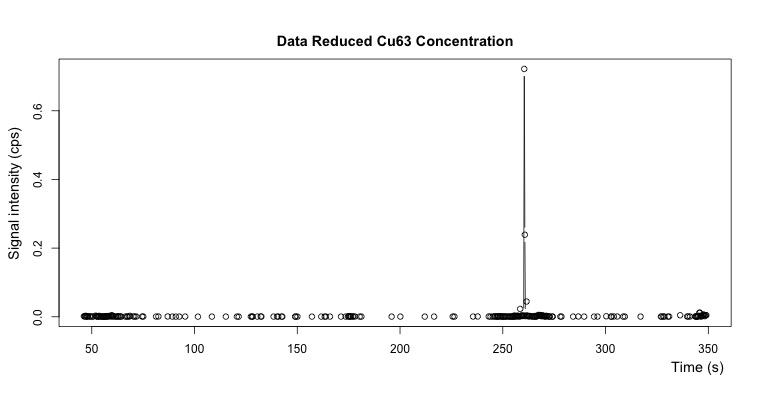 Data Reduced Cu63 Concentration
Signal intensity (cps)
0.6
0.4
0.2
0.0
50 100 150 200 250 300 350
Time (s)